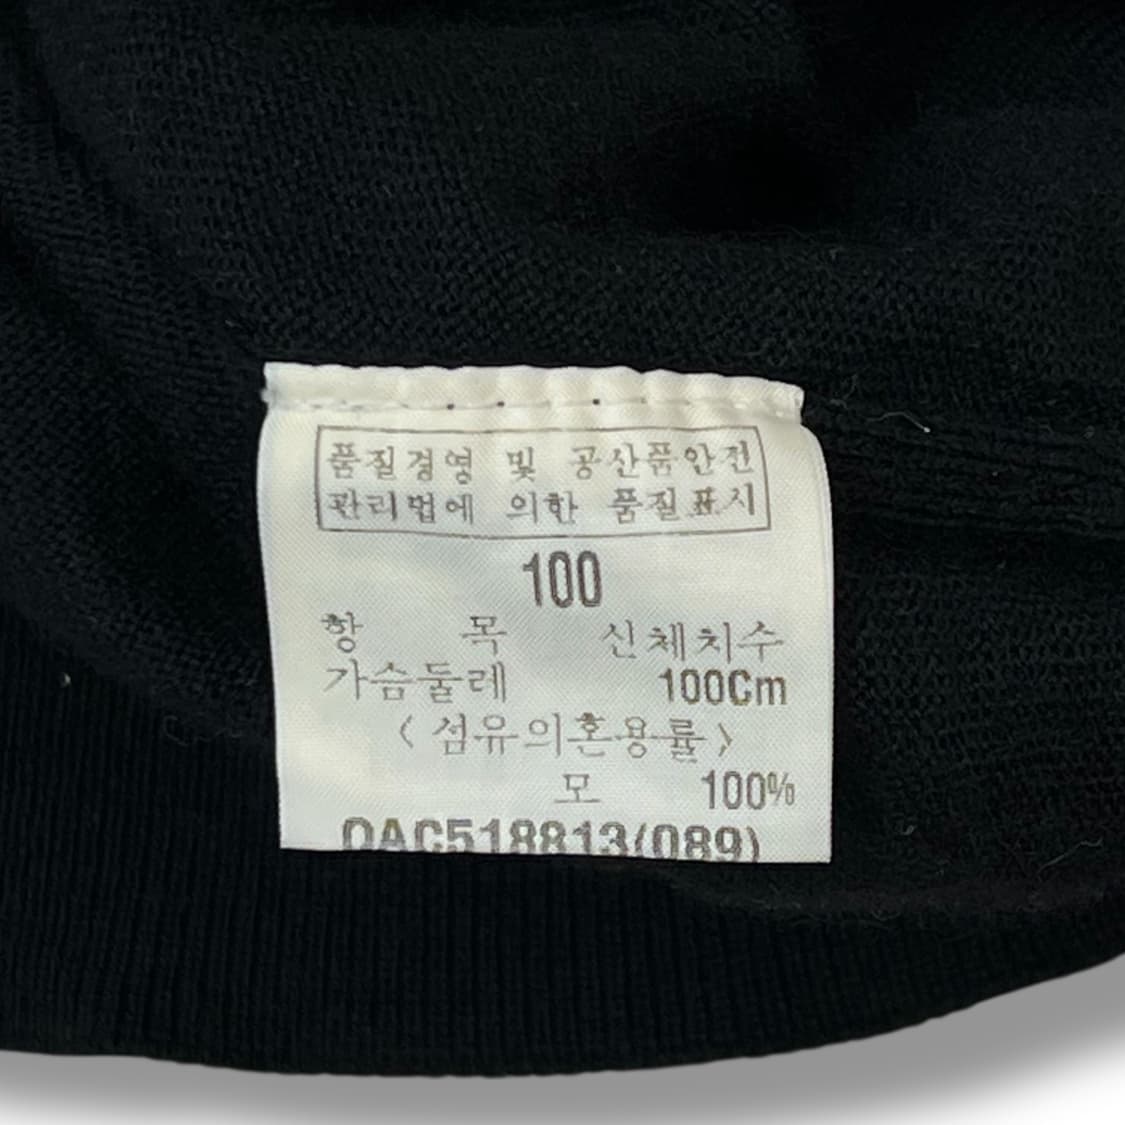 품질경영 및 공산품안전
관리법에 의한 품질표시
100
항 목 신체치수
가슴둘레 100Cm
<섬유의혼용률>
모 100%
OAC518813(089)